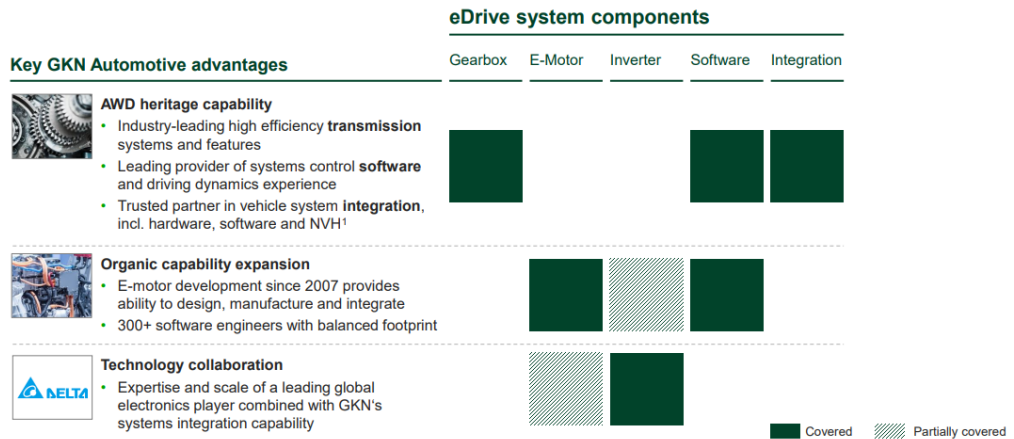 eDrive system components
Key GKN Automotive advantages
Gearbox E-Motor Inverter Software Integration
AWD heritage capability
• Industry-leading high efficiency transmission
systems and features
• Leading provider of systems control software
and driving dynamics experience
• Trusted partner in vehicle system integration,
incl. hardware, software and NVH¹
Organic capability expansion
• E-motor development since 2007 provides
ability to design, manufacture and integrate
• 300+ software engineers with balanced footprint
DELTA
Technology collaboration
• Expertise and scale of a leading global
electronics player combined with GKN's
systems integration capability
Covered Partially covered